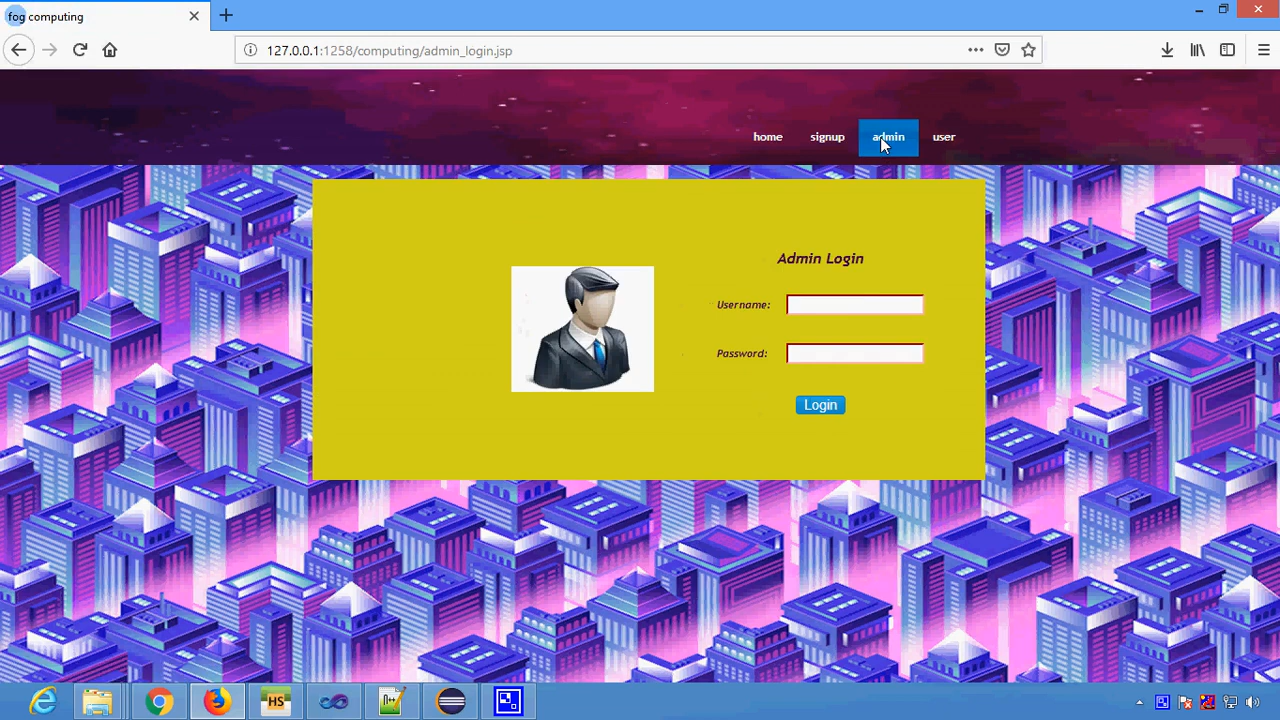 fog computing
127.0.0.1:1258/computing/admin_login.jsp
home signup admin user
Admin Login
Username:
Password:
Login
HS